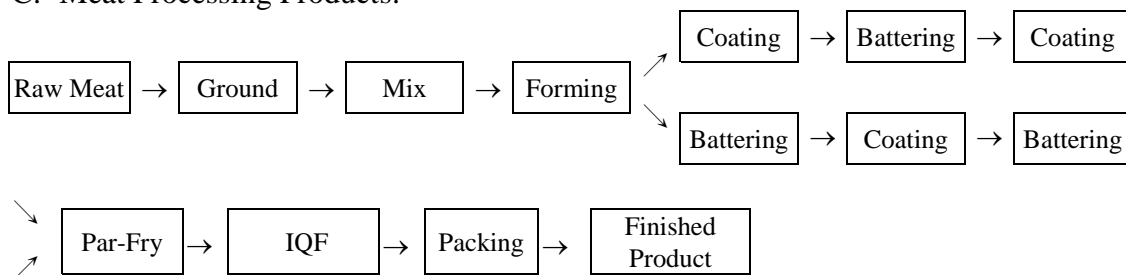 C. Meat Processing Products:
Coating → Battering → Coating
Raw Meat → Ground → Mix → Forming
Battering → Coating → Battering
Par-Fry → IQF → Packing → Finished
Product